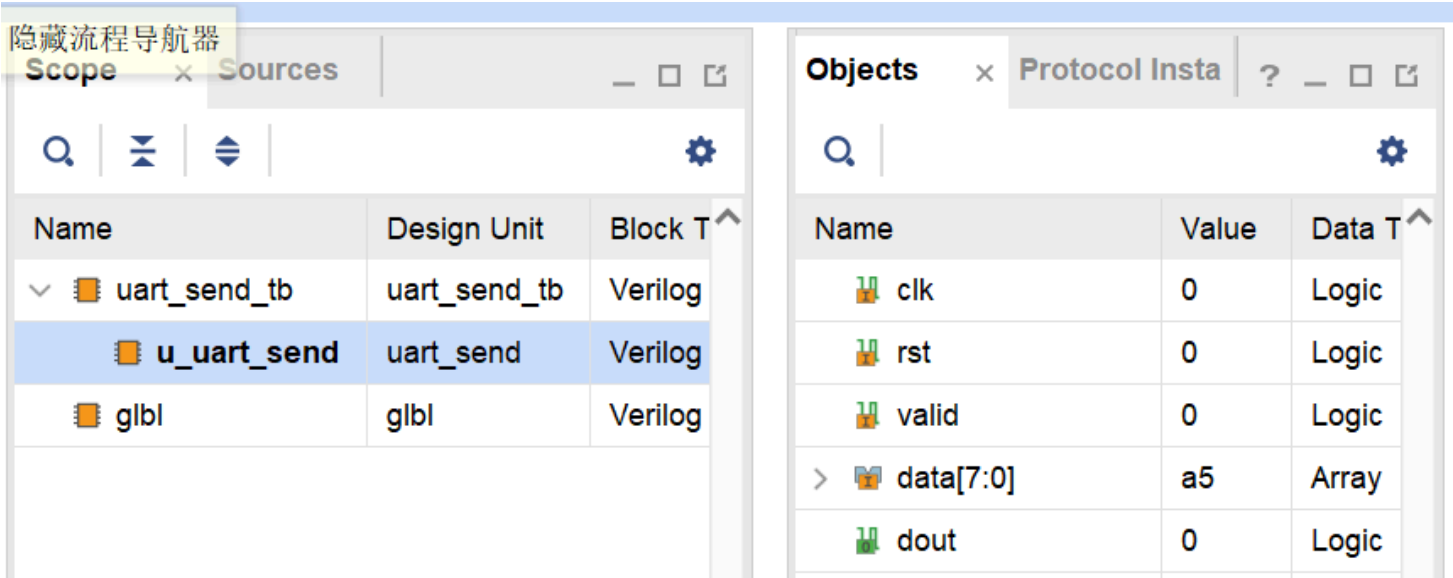 隐藏流程导航器
Scope Sources
Name Design Unit Block T
uart_send_tb uart_send_tb Verilog
u_uart_send uart_send Verilog
glbl glbl Verilog
Objects Protocol Insta ?
Name Value Data T
clk 0 Logic
rst 0 Logic
valid 0 Logic
data[7:0] a5 Array
dout 0 Logic